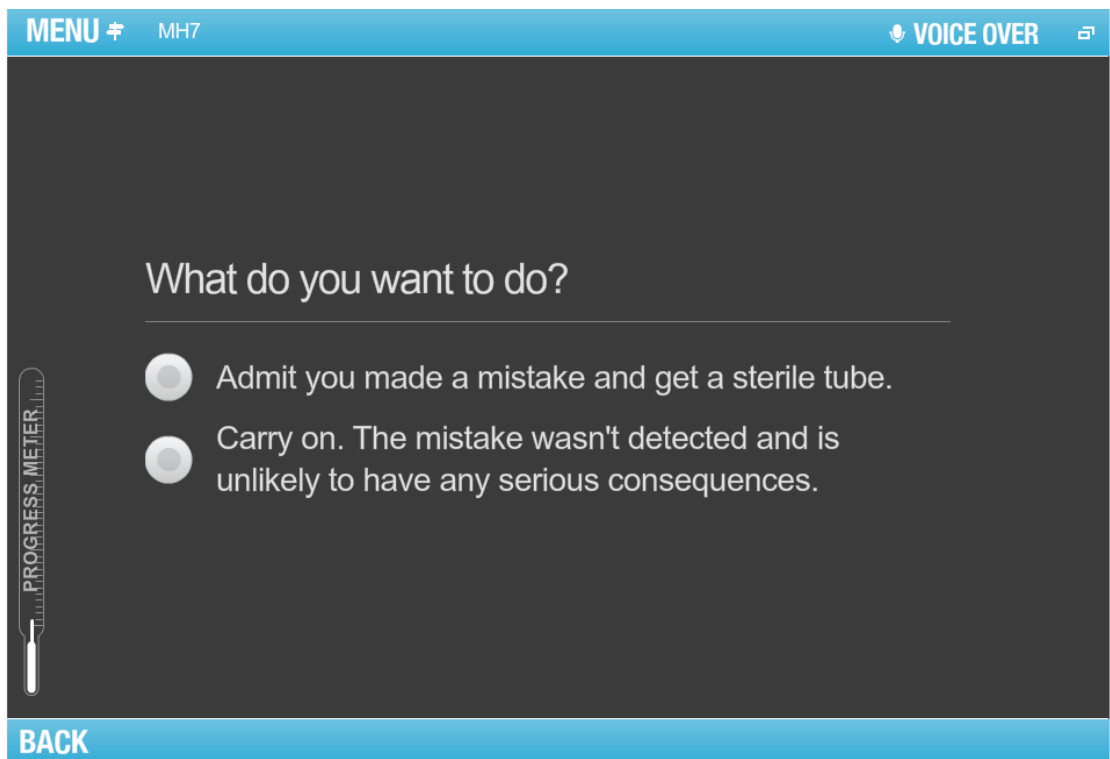 MENU MH7 VOICE OVER
What do you want to do?
Admit you made a mistake and get a sterile tube.
Carry on. The mistake wasn't detected and is
unlikely to have any serious consequences.
PROGRESS METER
BACK